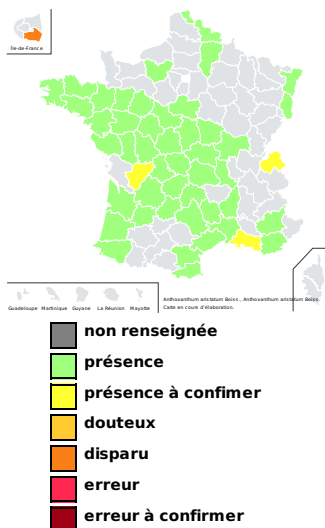 Île-de-France
Guadeloupe Martinique Guyane La Réunion Mayotte
Anthoxanthum aristatum Boiss., Anthoxanthum aristatum Boiss.
Carte en cours d'élaboration.
non renseignée
présence
présence à confimer
douteux
disparu
erreur
erreur à confirmer